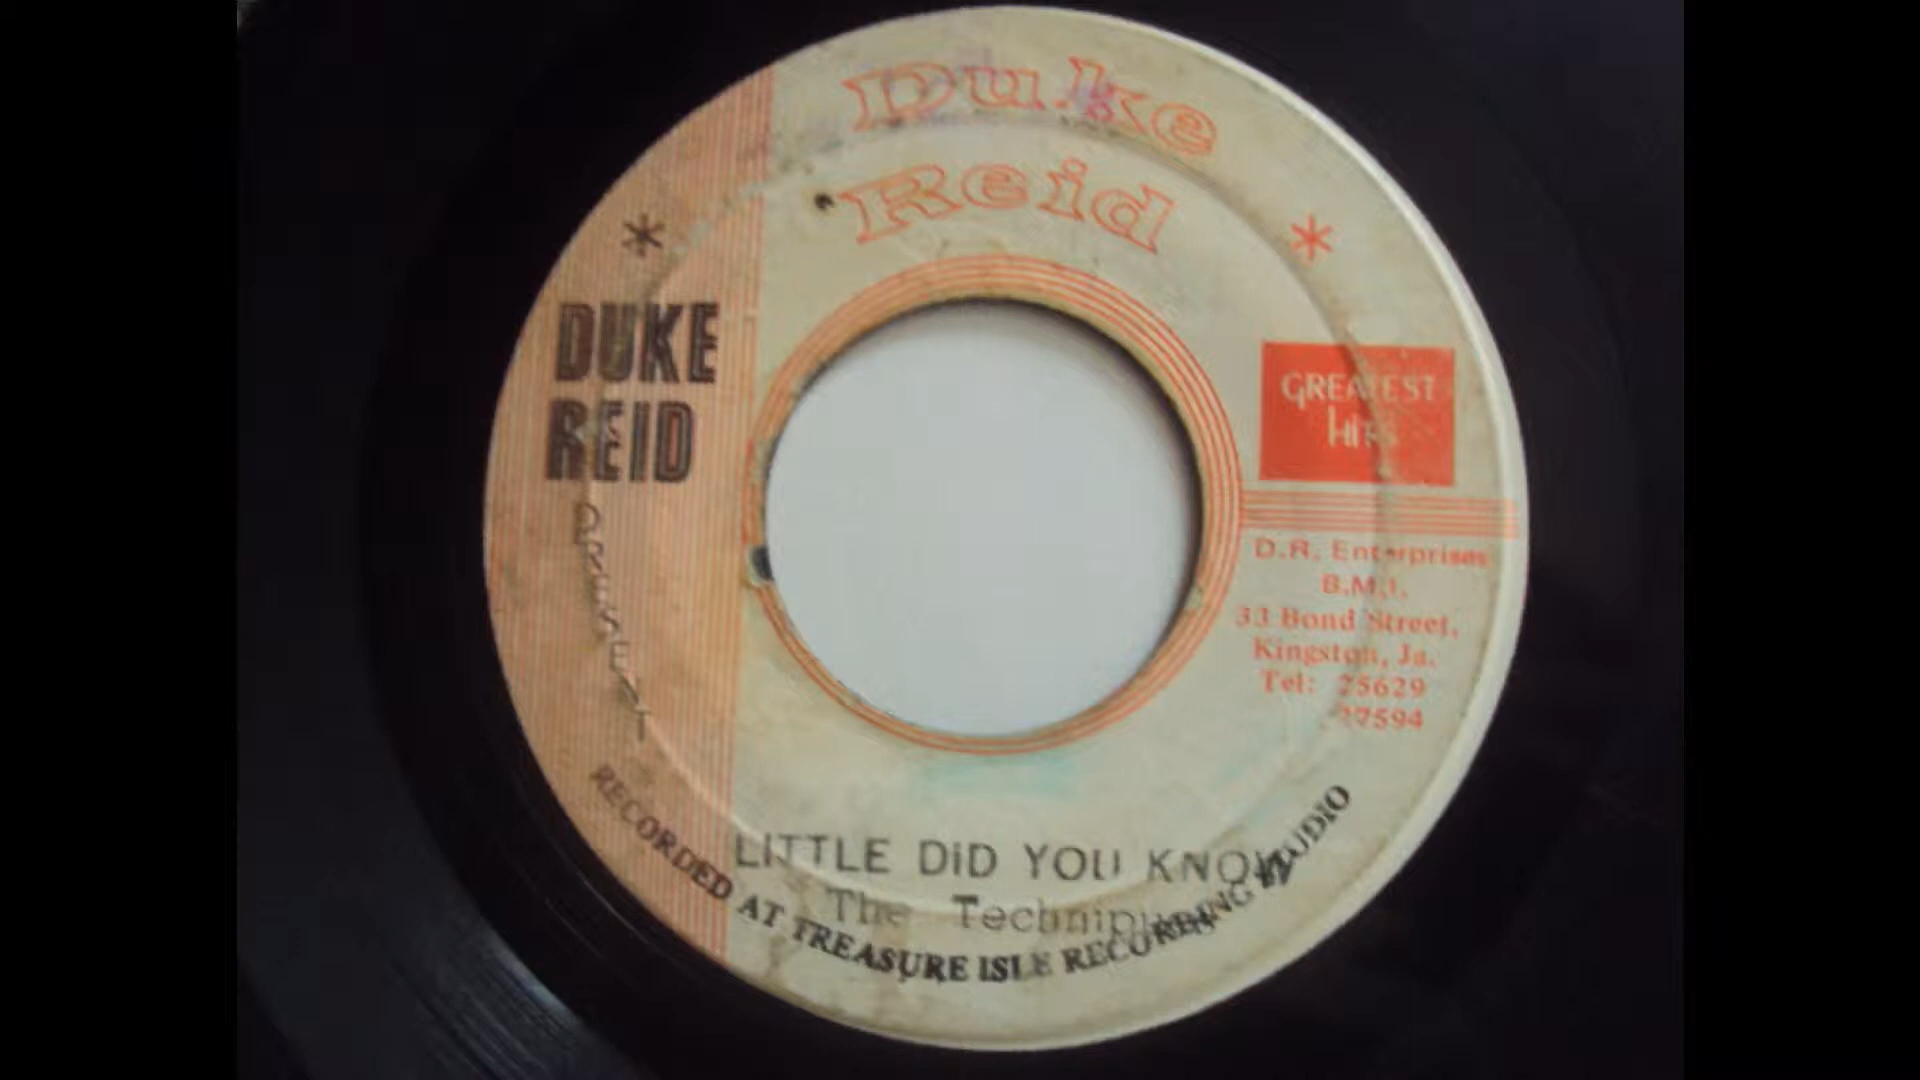 Duke
Reid
DUKE
REID
GREATEST
HITS
D.R. Enterprises
B.M.I.
33 Bond Street,
Kingston, Ja.
Tel: 25629
27594
LITTLE DID YOU KNOW
The
RECORDED AT TREASURE ISLE RECORDING STUDIO